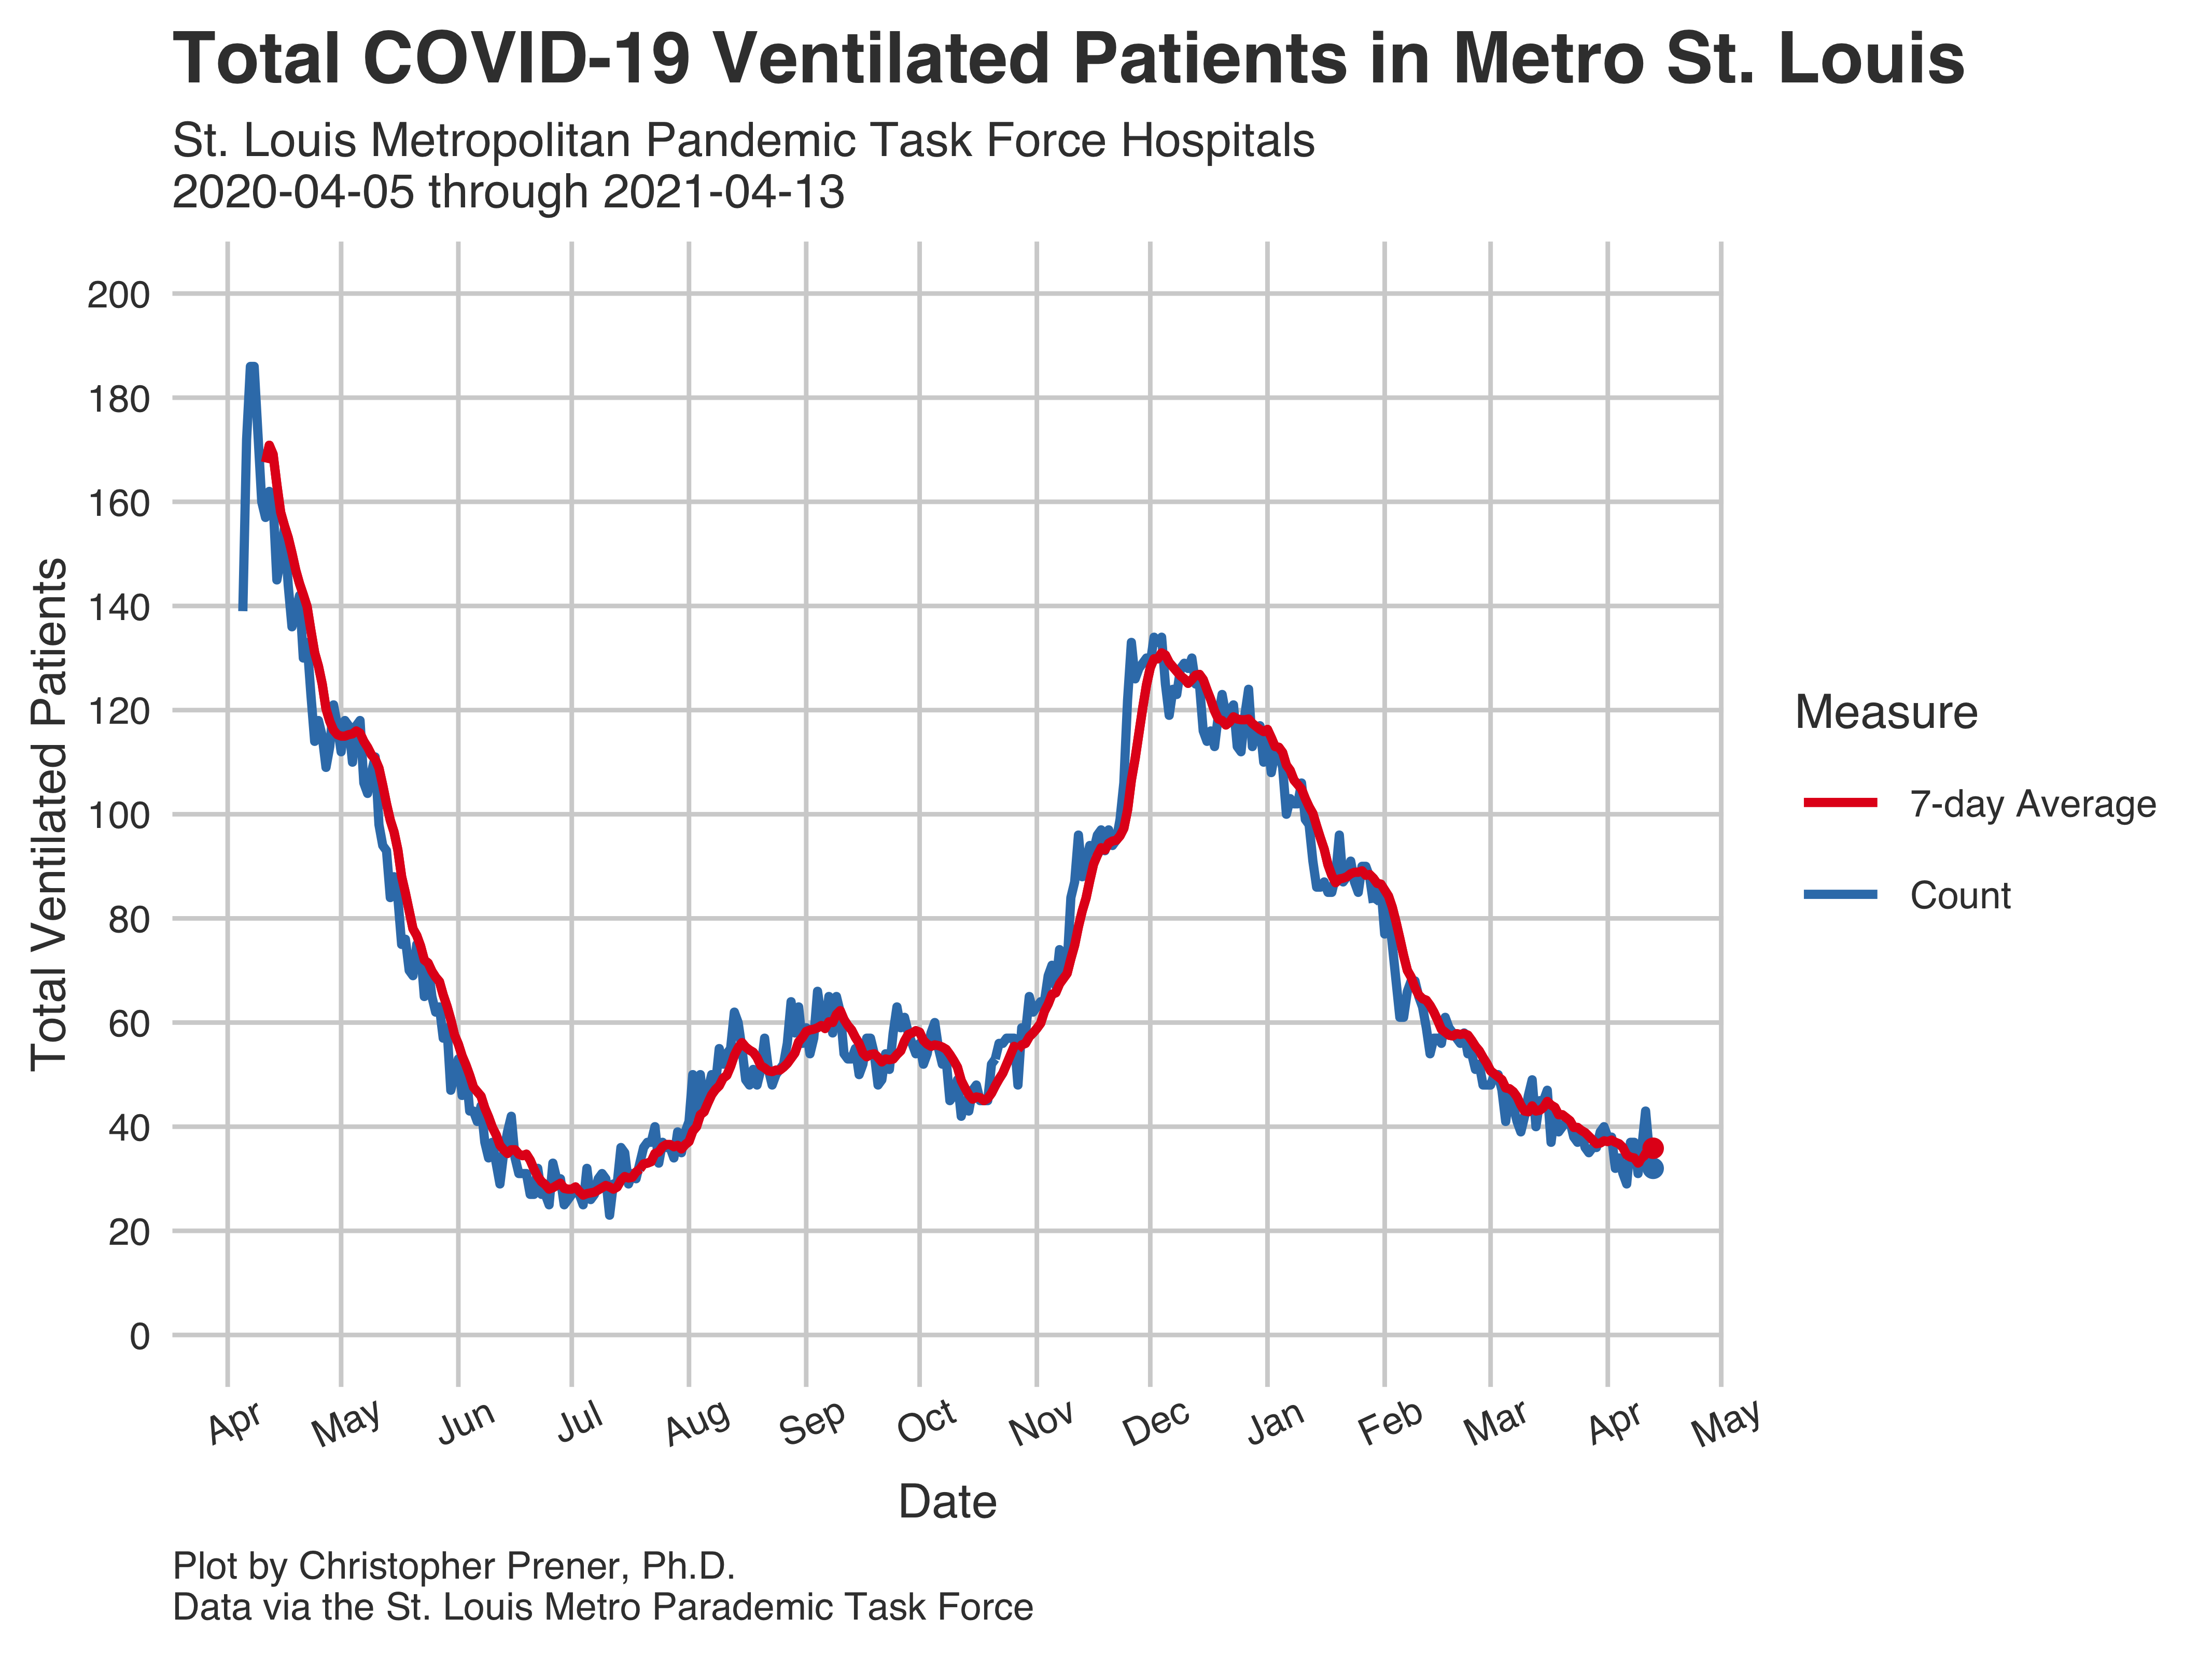 Total COVID-19 Ventilated Patients in Metro St. Louis
St. Louis Metropolitan Pandemic Task Force Hospitals
2020-04-05 through 2021-04-13
Total Ventilated Patients
200
180
160
140
120
100
80
60
40
20
0
Apr
May
Jun
Jul
Aug
Sep
Oct
Nov
Dec
Jan
Feb
Mar
Apr
May
Date
Measure
7-day Average
Count
Plot by Christopher Prener, Ph.D.
Data via the St. Louis Metro Parademic Task Force